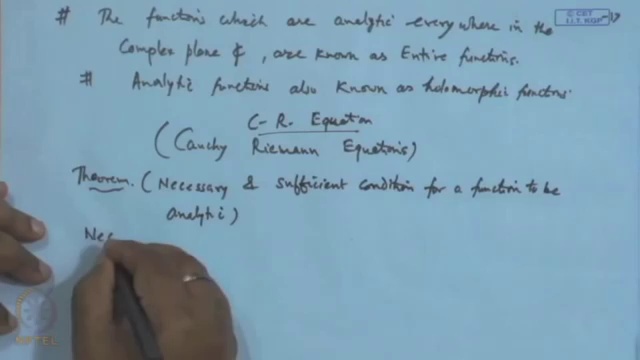 # The functions which are analytic everywhere in the
Complex plane ₵, are known as Entire functions.
# Analytic functions also known as holomorphic functions
C-R. Equation
(Cauchy Riemann Equations)
Theorem. (Necessary & sufficient condition for a function to be
analytic)
Nec
© CET
I.I.T. KGP
NPTEL